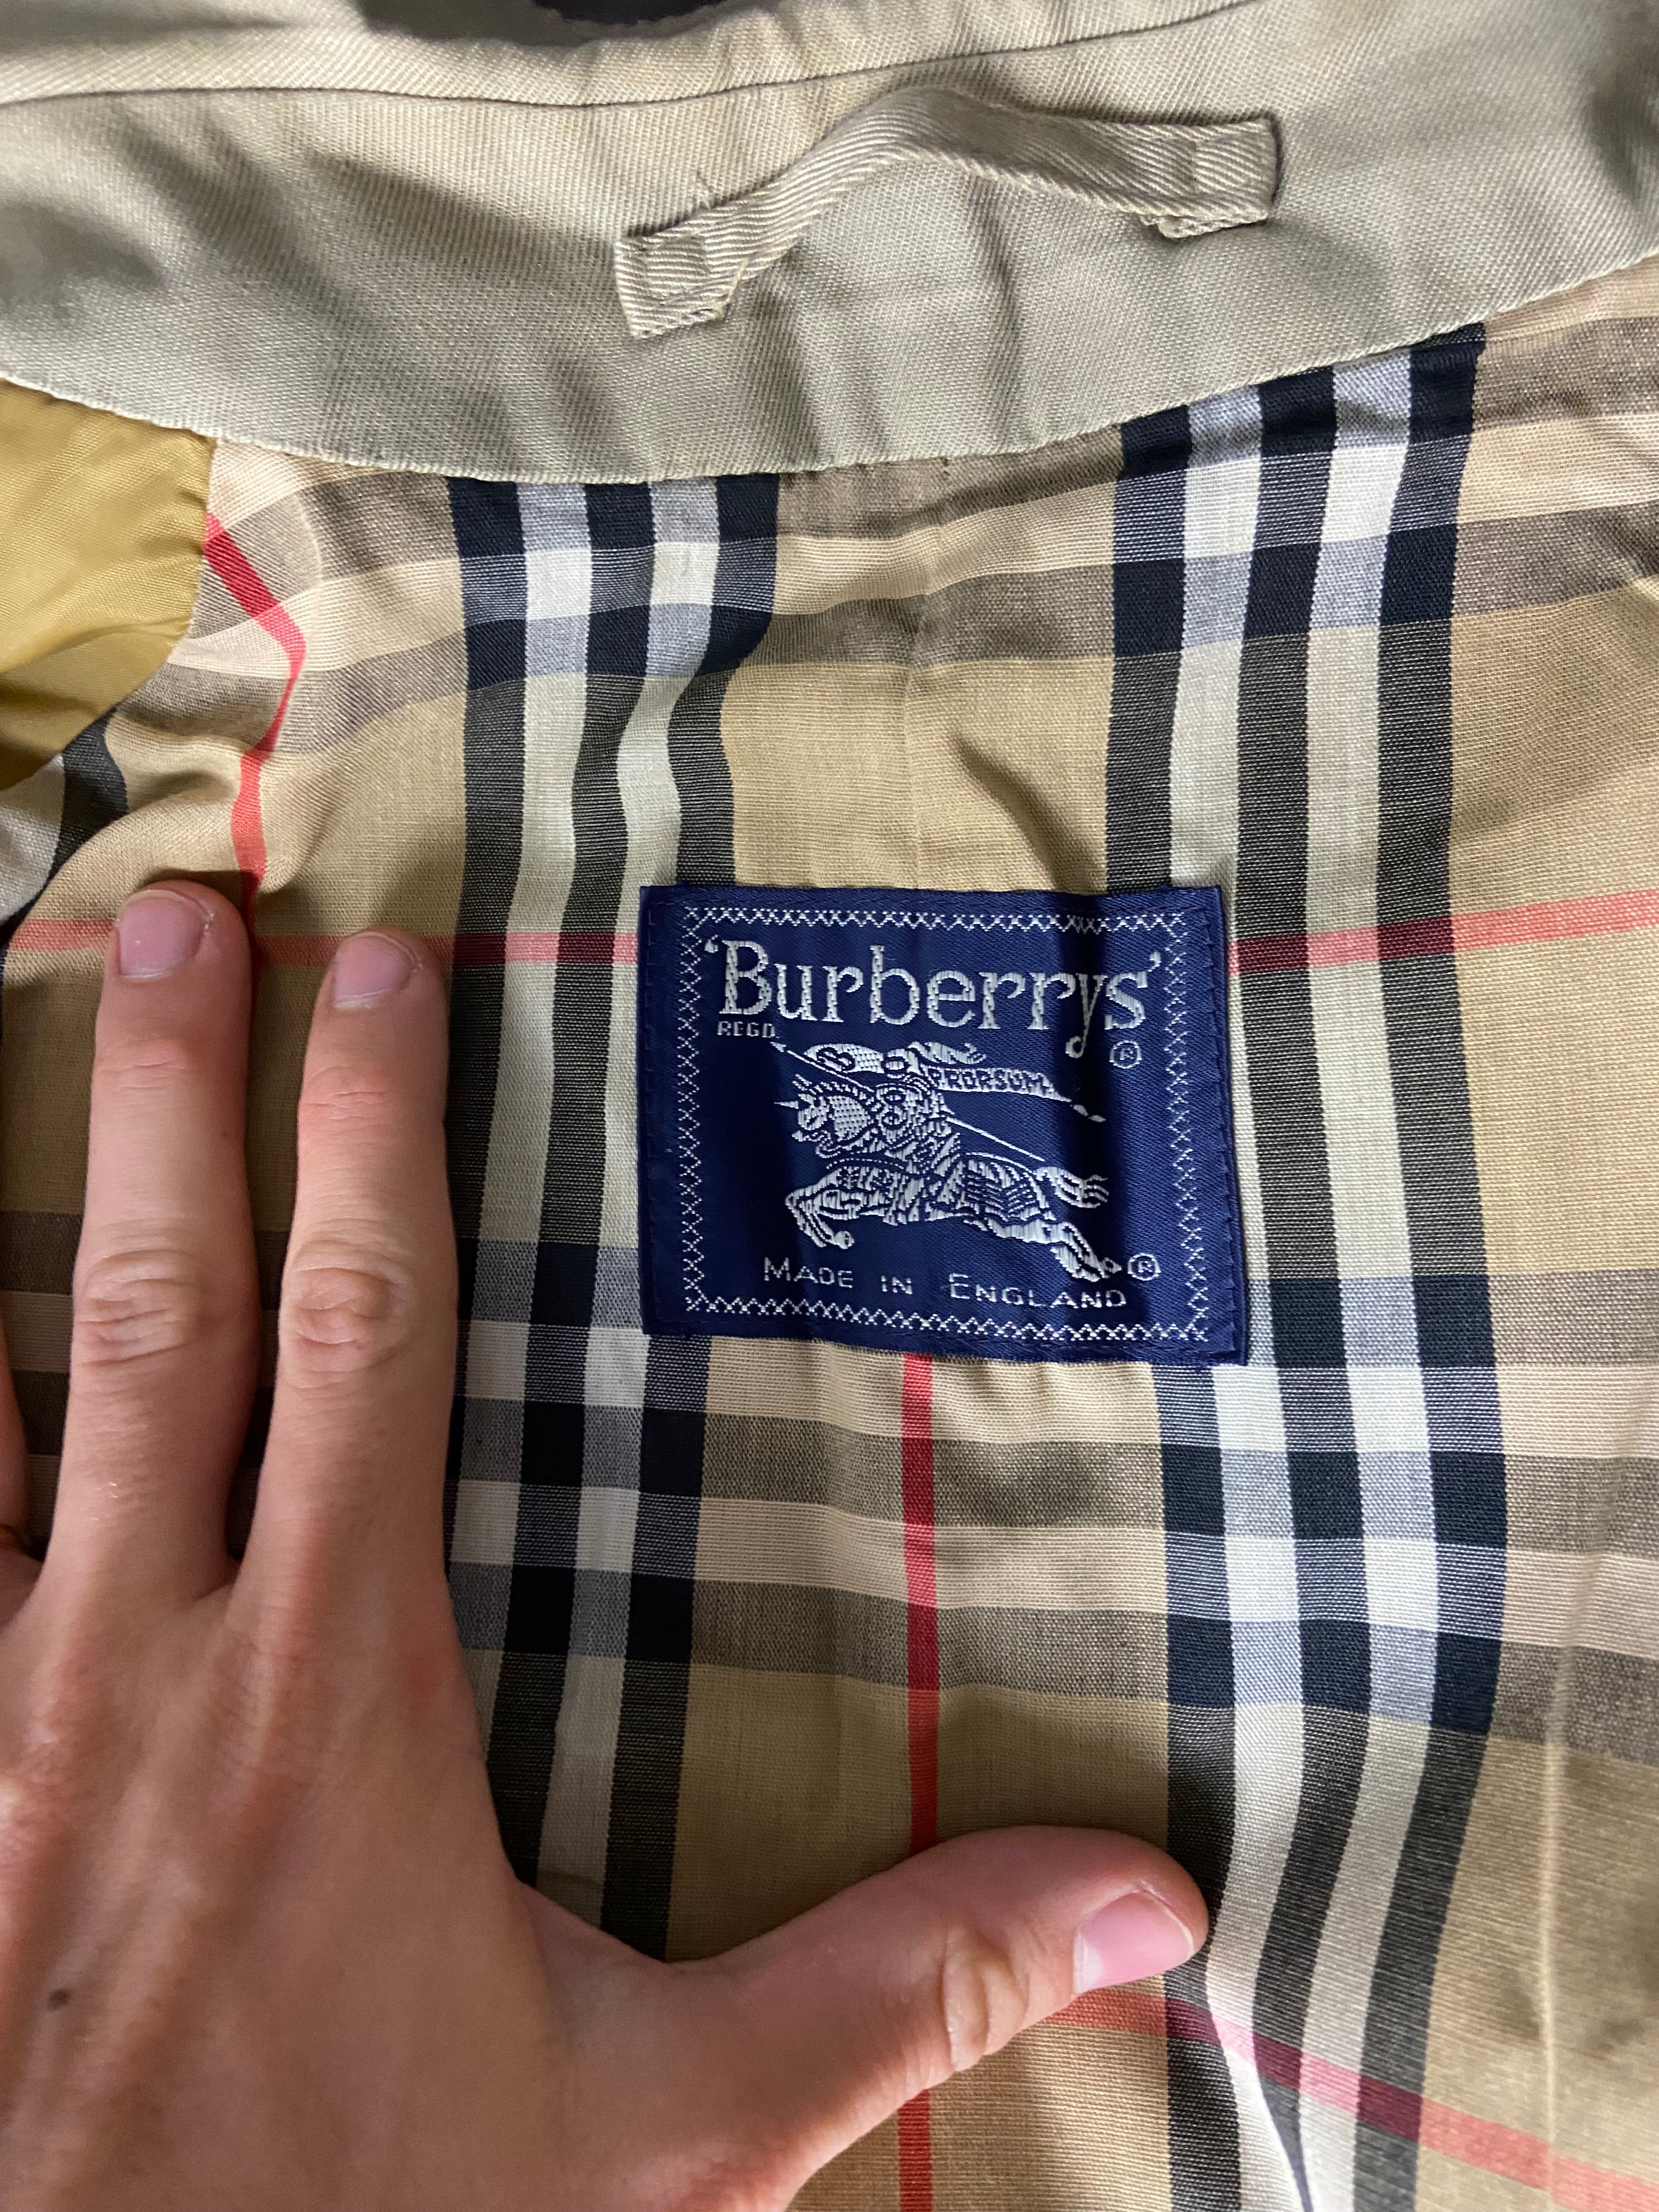 'Burberrys'
REGD.
®
PRORSUM
MADE IN ENGLAND ®